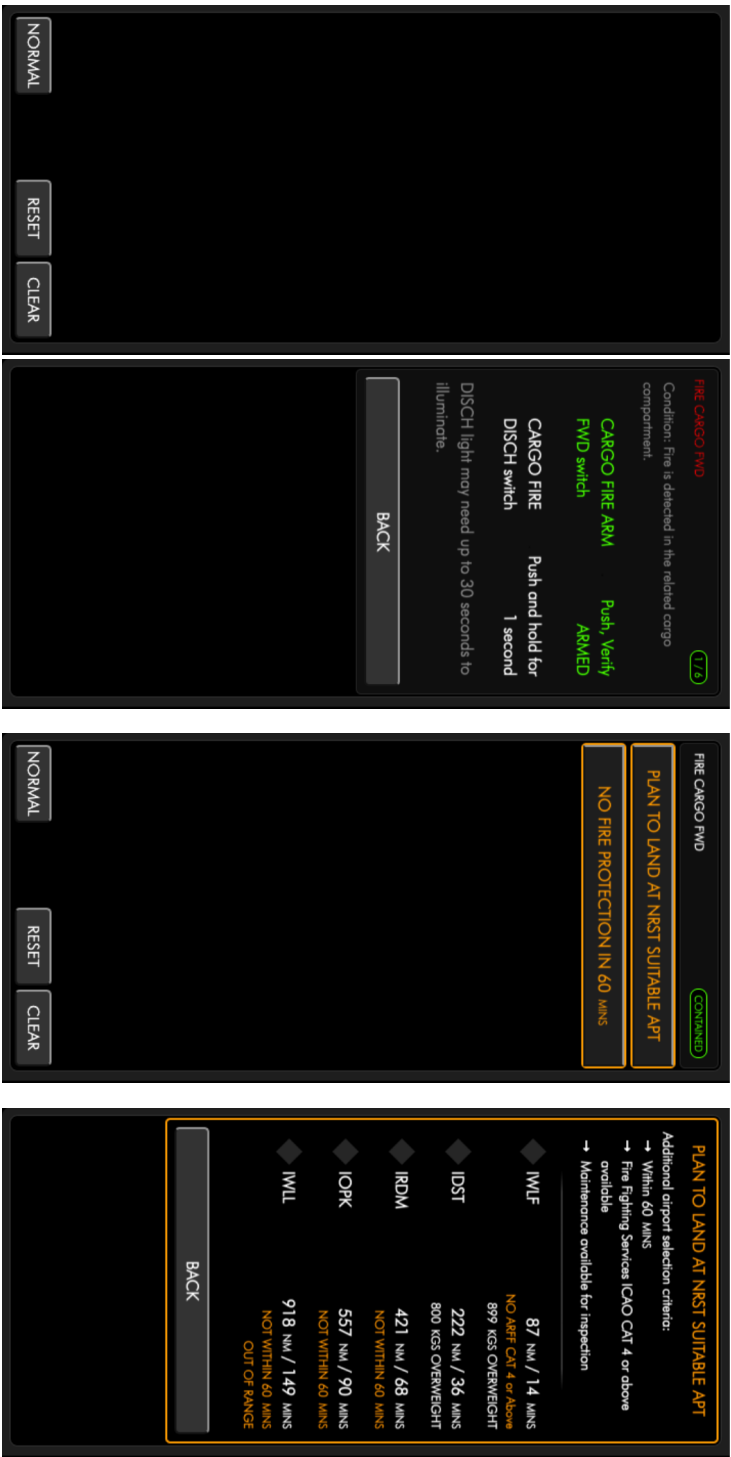 NORMAL
RESET
CLEAR
FIRE CARGO FWD
1 / 6
Condition: Fire is detected in the related cargo
compartment.
CARGO FIRE ARM Push, Verify
FWD switch ARMED
CARGO FIRE Push and hold for
DISCH switch 1 second
DISCH light may need up to 30 seconds to
illuminate.
BACK
FIRE CARGO FWD
CONTAINED
PLAN TO LAND AT NRST SUITABLE APT
NO FIRE PROTECTION IN 60 MINS
NORMAL
RESET
CLEAR
PLAN TO LAND AT NRST SUITABLE APT
Additional airport selection criteria:
➞ Within 60 MINS
➞ Fire Fighting Services ICAO CAT 4 or above
available
➞ Maintenance available for inspection
IWLF 87 NM / 14 MINS
NO ARFF CAT 4 or Above
899 KGS OVERWEIGHT
IDST 222 NM / 36 MINS
800 KGS OVERWEIGHT
IRDM 421 NM / 68 MINS
NOT WITHIN 60 MINS
IOPK 557 NM / 90 MINS
NOT WITHIN 60 MINS
IWLL 918 NM / 149 MINS
NOT WITHIN 60 MINS
OUT OF RANGE
BACK